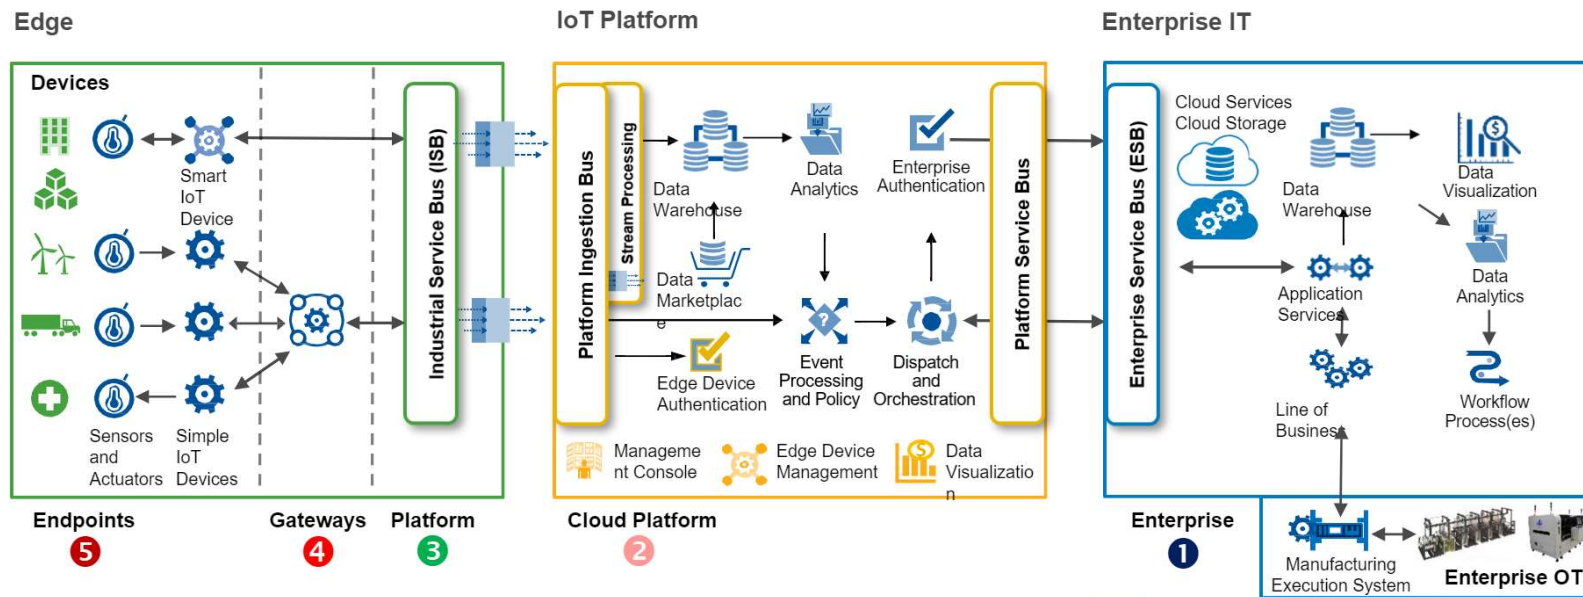 Edge
IoT Platform
Enterprise IT
Devices
Smart
IoT
Device
Sensors
and
Actuators
Simple
IoT
Devices
Industrial Service Bus (ISB)
Platform Ingestion Bus
Stream Processing
Data
Warehouse
Data
Analytics
Enterprise
Authentication
Data
Marketplac
e
Edge Device
Authentication
?
Event
Processing
and Policy
Dispatch
and
Orchestration
Manageme
nt Console
Edge Device
Management
$
Data
Visualizatio
n
Platform Service Bus
Enterprise Service Bus (ESB)
Cloud Services
Cloud Storage
Data
Warehouse
$
Data
Visualization
Application
Services
Data
Analytics
Line of
Business
Workflow
Process(es)
Endpoints
5
Gateways
4
Platform
3
Cloud Platform
2
Enterprise
1
Manufacturing
Execution System
Enterprise OT